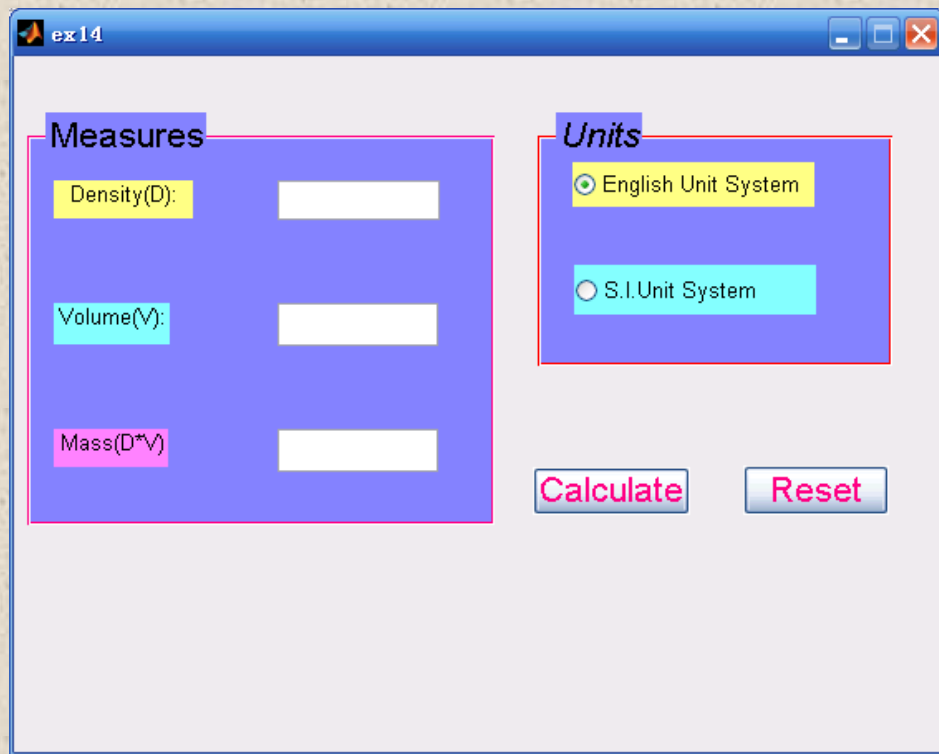 ex14
Measures
Density(D):
Volume(V):
Mass(D*V)
Units
English Unit System
S.I.Unit System
Calculate
Reset